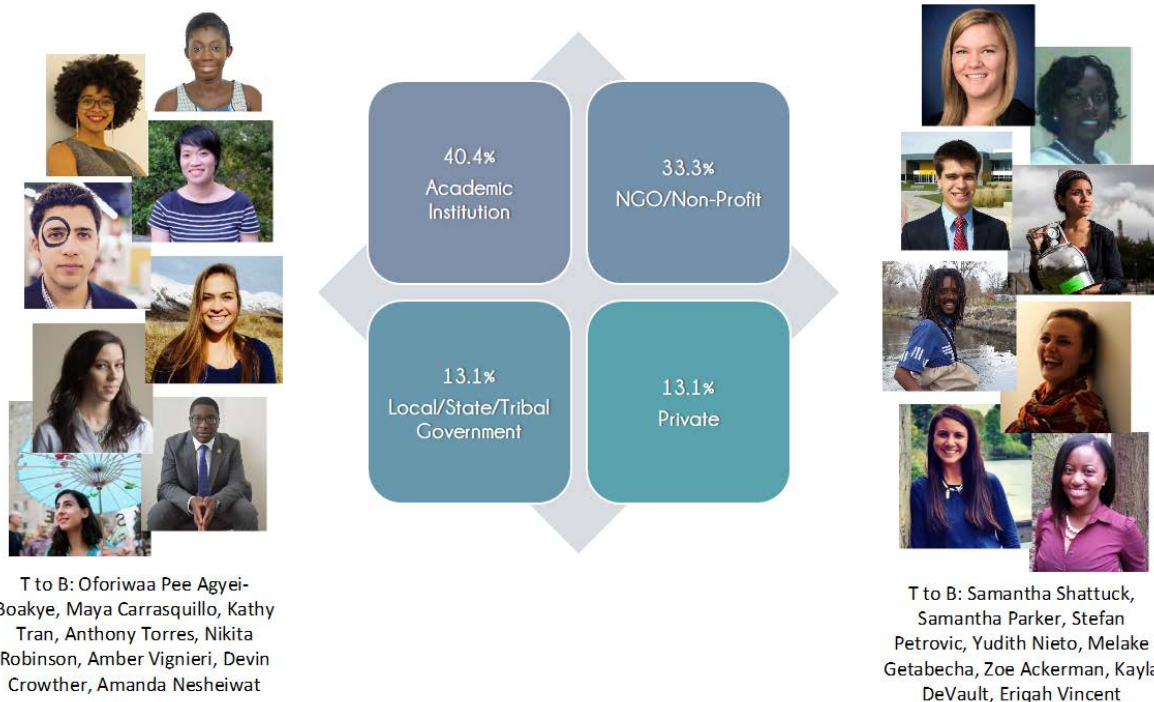 40.4%
Academic
Institution
33.3%
NGO/Non-Profit
13.1%
Local/State/Tribal
Government
13.1%
Private
T to B: Oforiwaa Pee Agyei-
Boakye, Maya Carrasquillo, Kathy
Tran, Anthony Torres, Nikita
Robinson, Amber Vignieri, Devin
Crowther, Amanda Nesheiwat
T to B: Samantha Shattuck,
Samantha Parker, Stefan
Petrovic, Yudith Nieto, Melake
Getabecha, Zoe Ackerman, Kayla
DeVault, Eriqah Vincent